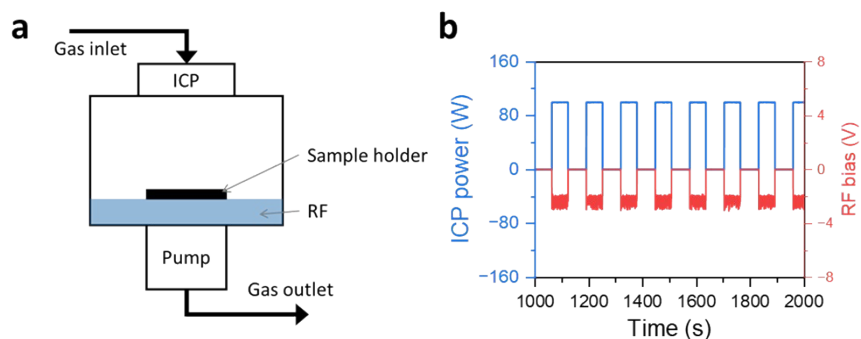 a
Gas inlet
ICP
Sample holder
RF
Pump
Gas outlet
b
160
80
0
−80
−160
ICP power (W)
8
4
0
−4
−8
RF bias (V)
1000 1200 1400 1600 1800 2000
Time (s)